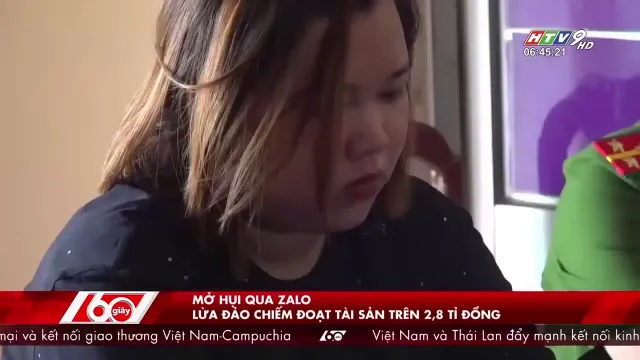 HTV9 HD
06:45:21
60 giây
MỞ HỤI QUA ZALO
LỪA ĐẢO CHIẾM ĐOẠT TÀI SẢN TRÊN 2,8 TỈ ĐỒNG
mại và kết nối giao thương Việt Nam-Campuchia 60 Việt Nam và Thái Lan đẩy mạnh kết nối kinh